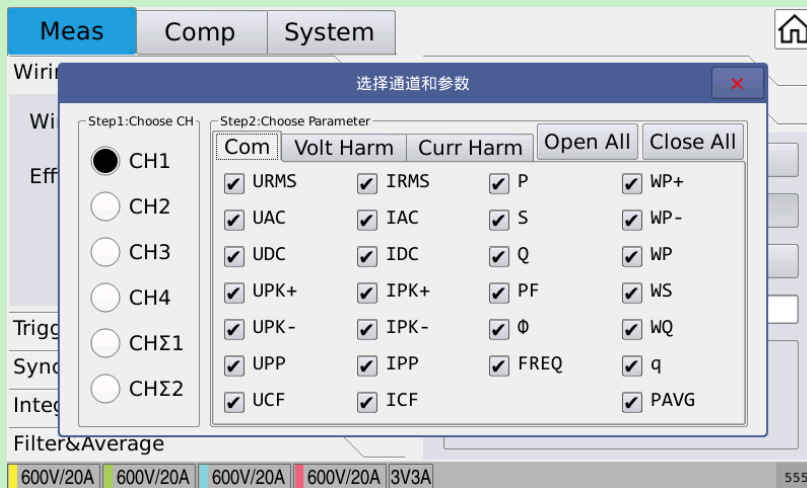 Meas Comp System
Wirin
选择通道和参数
Wi
Eff
Step1:Choose CH
CH1
CH2
CH3
CH4
CHΣ1
CHΣ2
Step2:Choose Parameter
Com Volt Harm Curr Harm Open All Close All
URMS IRMS P WP+
UAC IAC S WP-
UDC IDC Q WP
UPK+ IPK+ PF WS
UPK- IPK- Φ WQ
UPP IPP FREQ q
UCF ICF PAVG
Trigg
Sync
Integ
Filter&Average
600V/20A 600V/20A 600V/20A 600V/20A 3V3A 555